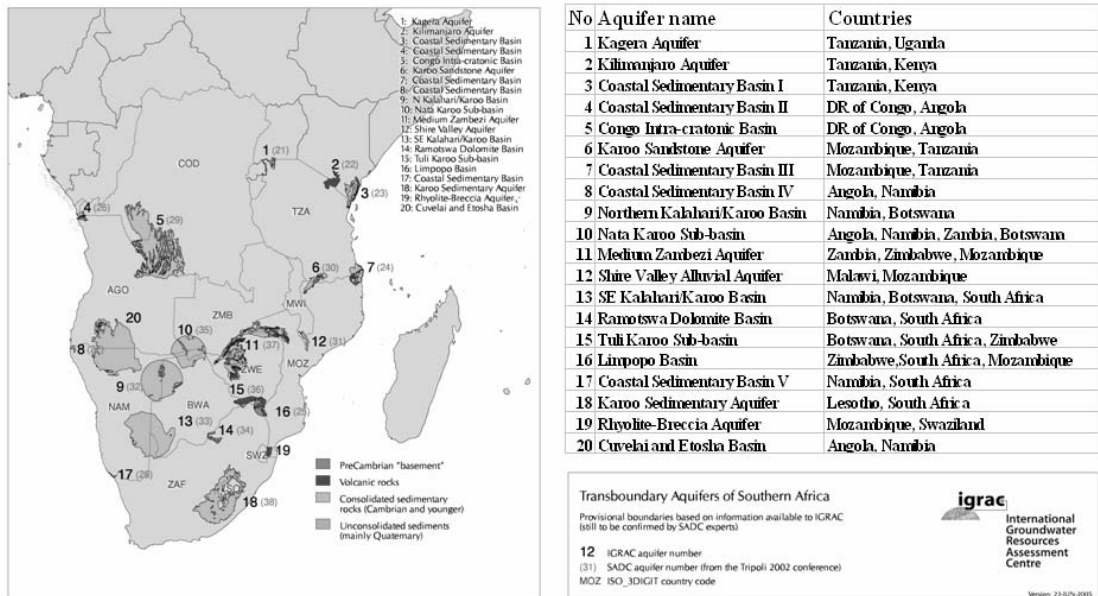 1: Kagera Aquifer
2: Kilimanjaro Aquifer
3: Coastal Sedimentary Basin
4: Coastal Sedimentary Basin
5: Congo Intra-cratonic Basin
6: Karoo Sandstone Aquifer
7: Coastal Sedimentary Basin
8: Coastal Sedimentary Basin
9: N Kalahari/Karoo Basin
10: Nata Karoo Sub-basin
11: Medium Zambezi Aquifer
12: Shire Valley Aquifer
13: SE Kalahari/Karoo Basin
14: Ramotswa Dolomite Basin
15: Tuli Karoo Sub-basin
16: Limpopo Basin
17: Coastal Sedimentary Basin
18: Karoo Sedimentary Aquifer
19: Rhyolite-Breccia Aquifer
20: Cuvelai and Etosha Basin
COD
1 (21)
2 (22)
3 (23)
TZA
4 (26)
5 (29)
6 (30)
7 (24)
AGO
MWI
ZMB
20
10 (35)
8
11 (37)
12 (31)
ZWE
MOZ
9 (32)
15 (36)
NAM
BWA
16 (25)
13 (33)
14 (34)
SWZ
19
17 (28)
ZAF
LSO
18 (38)
PreCambrian "basement"
Volcanic rocks
Consolidated sedimentary
rocks (Cambrian and younger)
Unconsolidated sediments
(mainly Quaternary)
No Aquifer name Countries
1 Kagera Aquifer Tanzania, Uganda
2 Kilimanjaro Aquifer Tanzania, Kenya
3 Coastal Sedimentary Basin I Tanzania, Kenya
4 Coastal Sedimentary Basin II DR of Congo, Angola
5 Congo Intra-cratonic Basin DR of Congo, Angola
6 Karoo Sandstone Aquifer Mozambique, Tanzania
7 Coastal Sedimentary Basin III Mozambique, Tanzania
8 Coastal Sedimentary Basin IV Angola, Namibia
9 Northern Kalahari/Karoo Basin Namibia, Botswana
10 Nata Karoo Sub-basin Angola, Namibia, Zambia, Botswana
11 Medium Zambezi Aquifer Zambia, Zimbabwe, Mozambique
12 Shire Valley Alluvial Aquifer Malawi, Mozambique
13 SE Kalahari/Karoo Basin Namibia, Botswana, South Africa
14 Ramotswa Dolomite Basin Botswana, South Africa
15 Tuli Karoo Sub-basin Botswana, South Africa, Zimbabwe
16 Limpopo Basin Zimbabwe,South Africa, Mozambique
17 Coastal Sedimentary Basin V Namibia, South Africa
18 Karoo Sedimentary Aquifer Lesotho, South Africa
19 Rhyolite-Breccia Aquifer Mozambique, Swaziland
20 Cuvelai and Etosha Basin Angola, Namibia
Transboundary Aquifers of Southern Africa
Provisional boundaries based on information available to IGRAC
(still to be confirmed by SADC experts)
12 IGRAC aquifer number
(31) SADC aquifer number (from the Tripoli 2002 conference)
MOZ ISO_3DIGIT country code
igrac
International
Groundwater
Resources
Assessment
Centre
Version: 23-JUN-2005